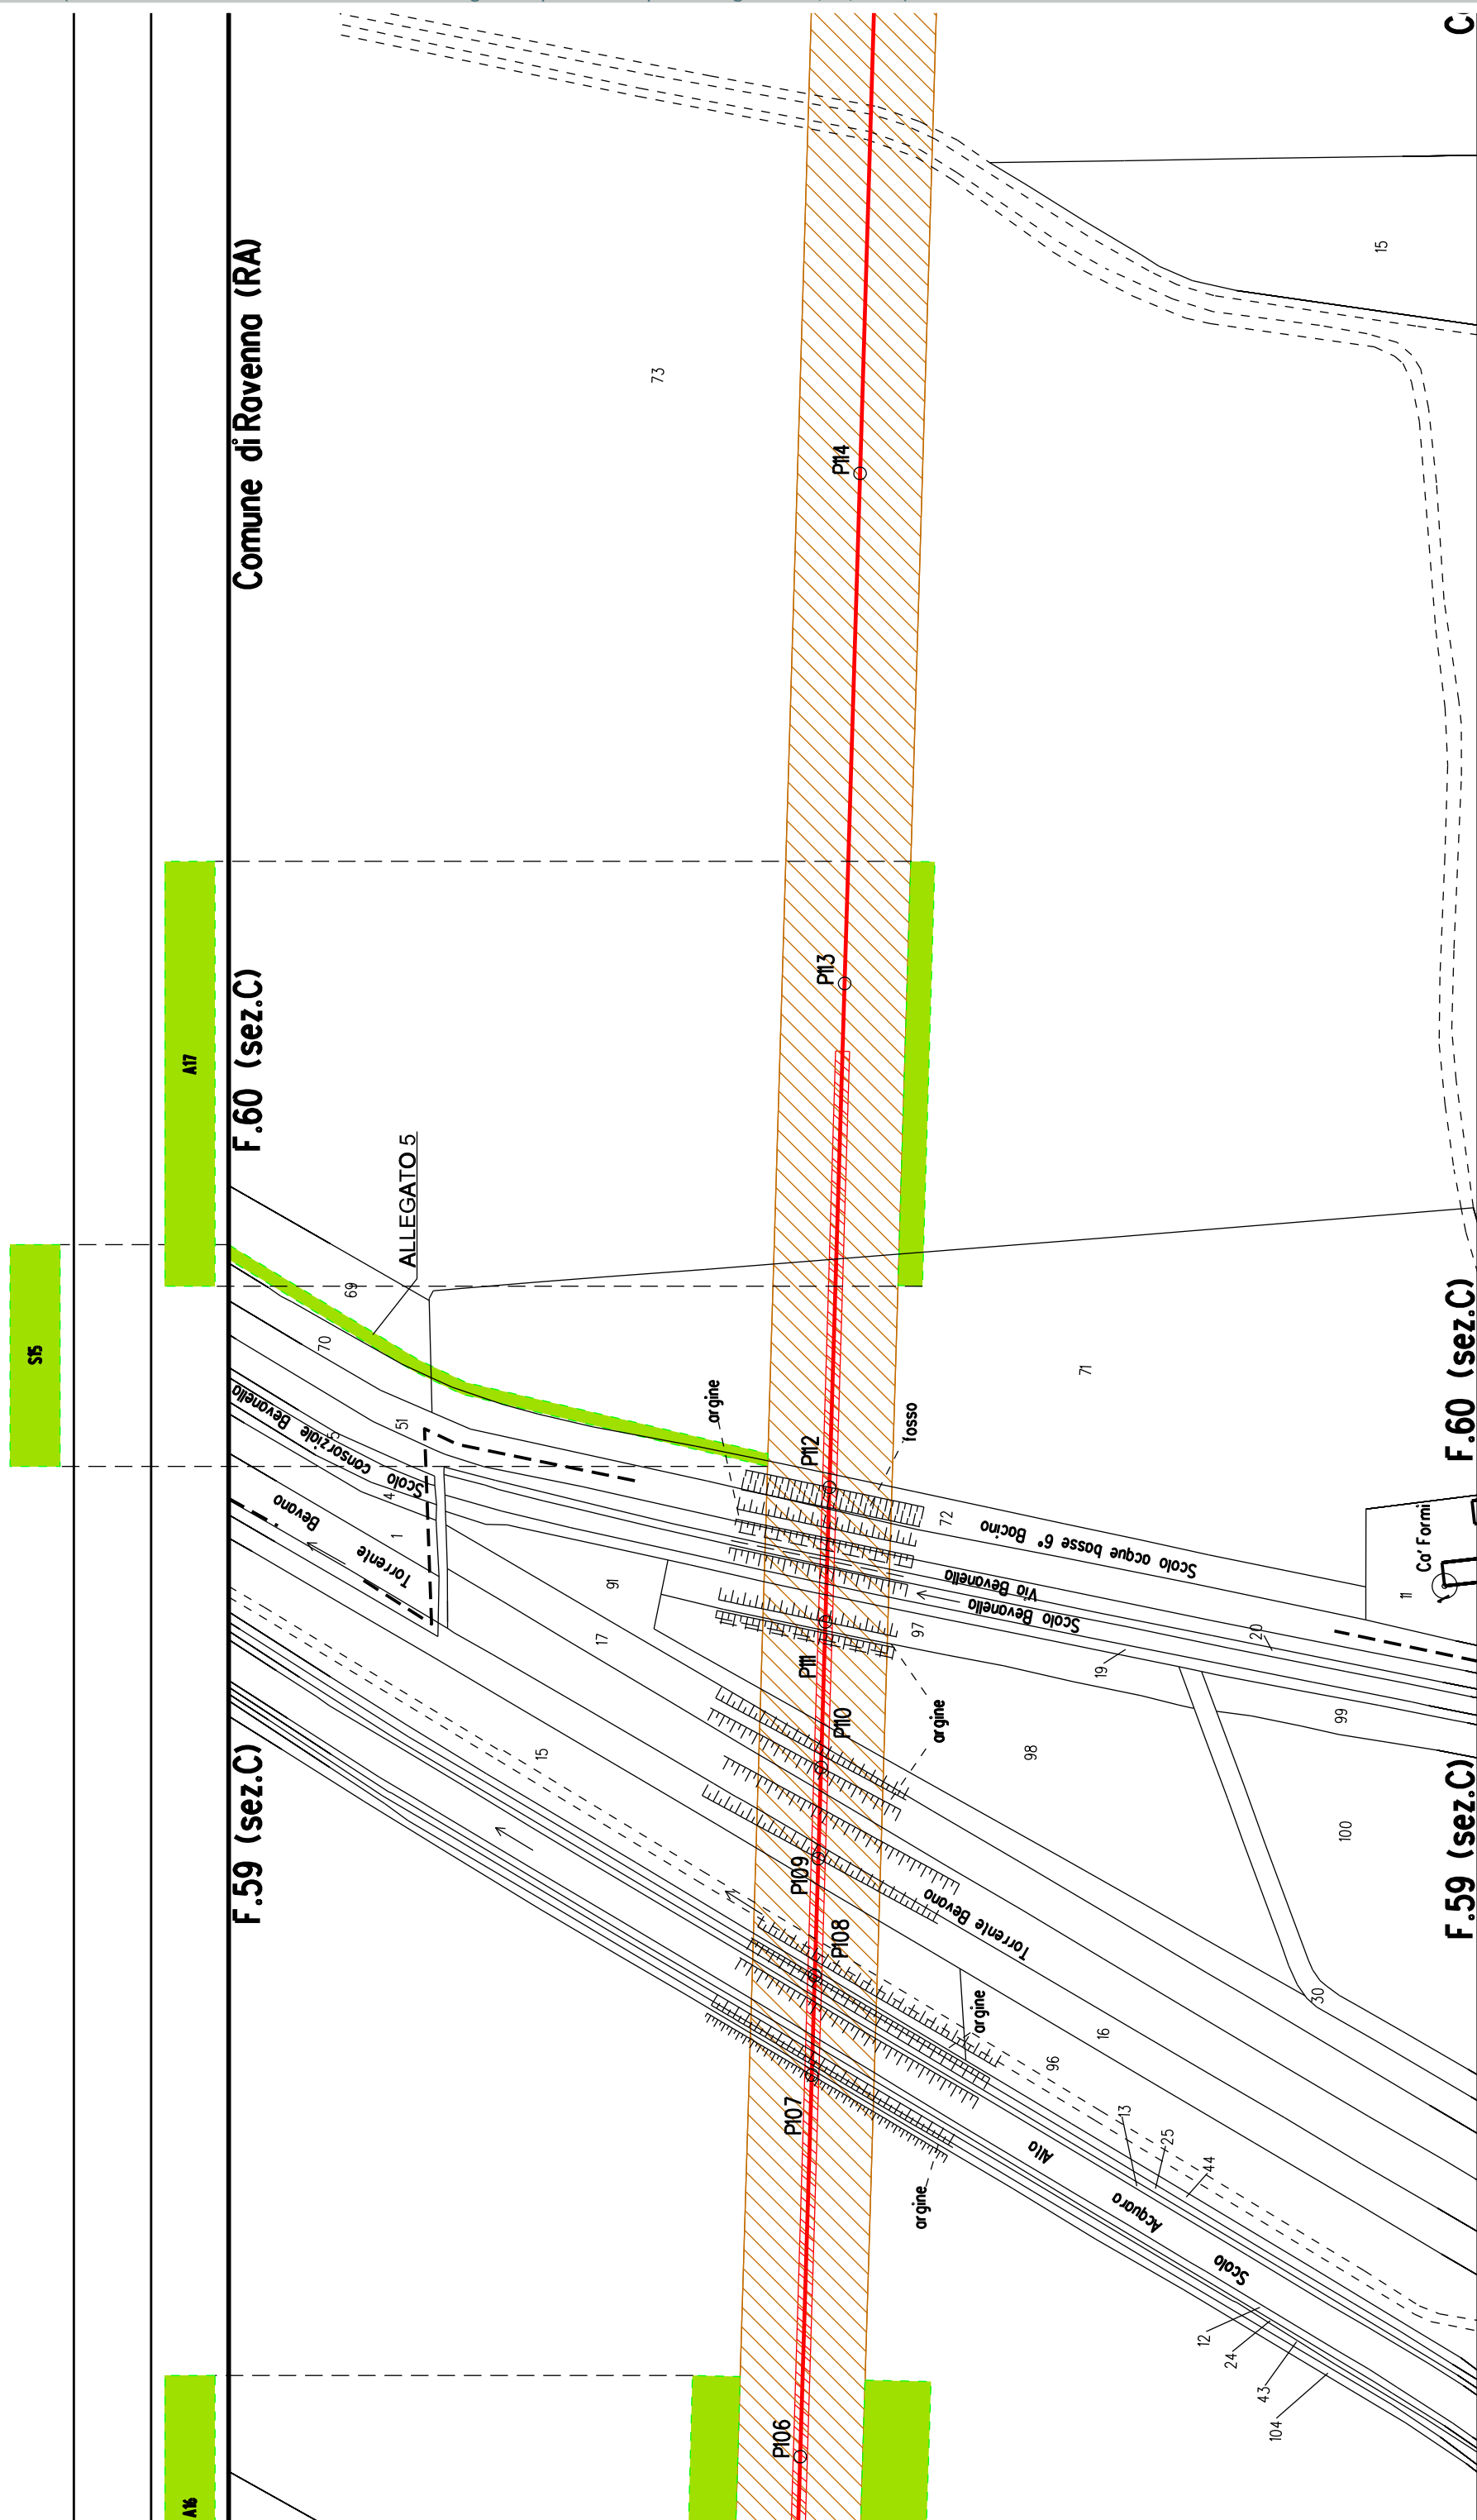 Comune di Ravenna (RA)
15
73
P114
P113
A17
F.60 (sez.C)
ALLEGATO 5
S15
69
70
51
Scolo consorziale Bevanella
4
1
Torrente Bevano
argine
fosso
P112
71
72
Scolo acque basse 6° Bacino
Via Bevanella
Scolo Bevanella
F.60 (sez.C)
Ca' Formi
11
91
17
97
P111
19
20
P110
argine
98
99
100
15
F.59 (sez.C)
P109
P108
Torrente Bevano
F.59 (sez.C)
argine
30
16
96
P107
13
25
44
argine
Scolo Acquara Alta
12
24
43
104
P106
A16